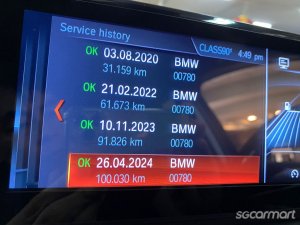 Service history
CLASS90° 4:49 pm
OK 03.08.2020 BMW
31.159 km 00780
OK 21.02.2022 BMW
61.673 km 00780
OK 10.11.2023 BMW
91.826 km 00780
OK 26.04.2024 BMW
100.030 km 00780
sgcarmart